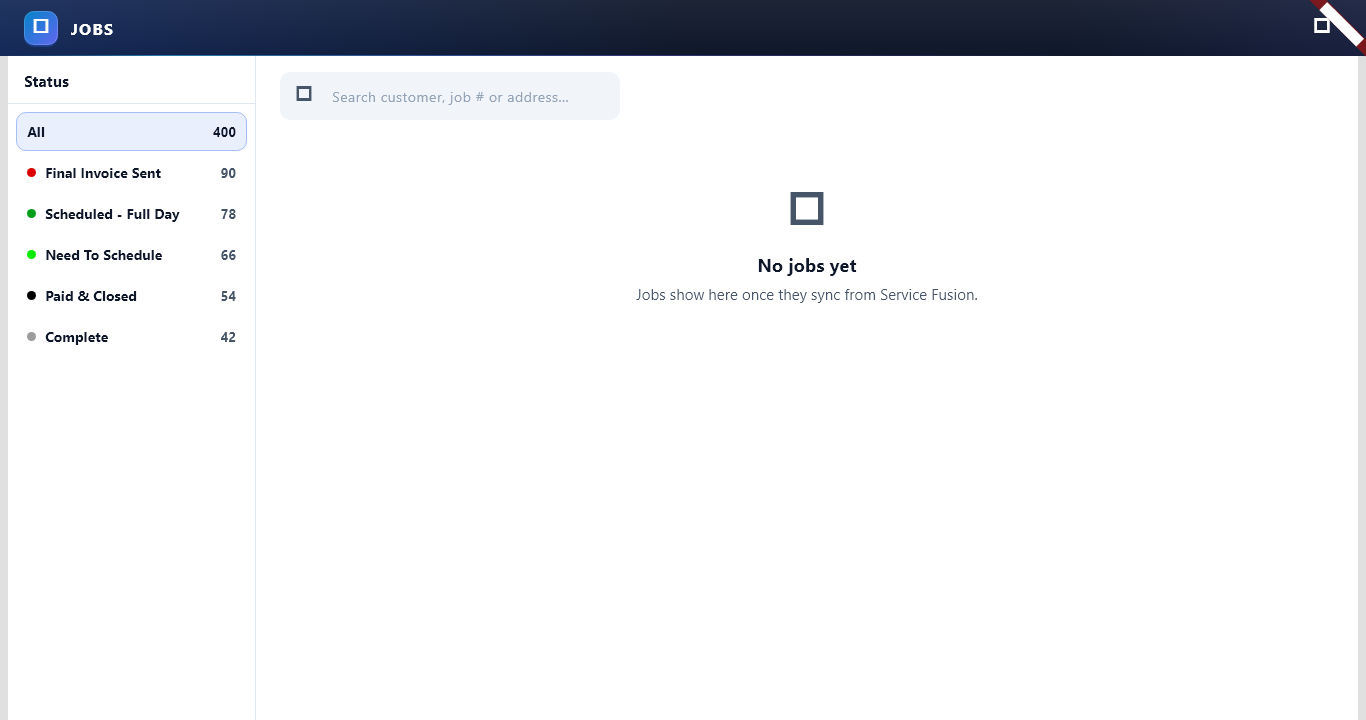 JOBS
Status
All 400
Final Invoice Sent 90
Scheduled - Full Day 78
Need To Schedule 66
Paid & Closed 54
Complete 42
Search customer, job # or address...
No jobs yet
Jobs show here once they sync from Service Fusion.